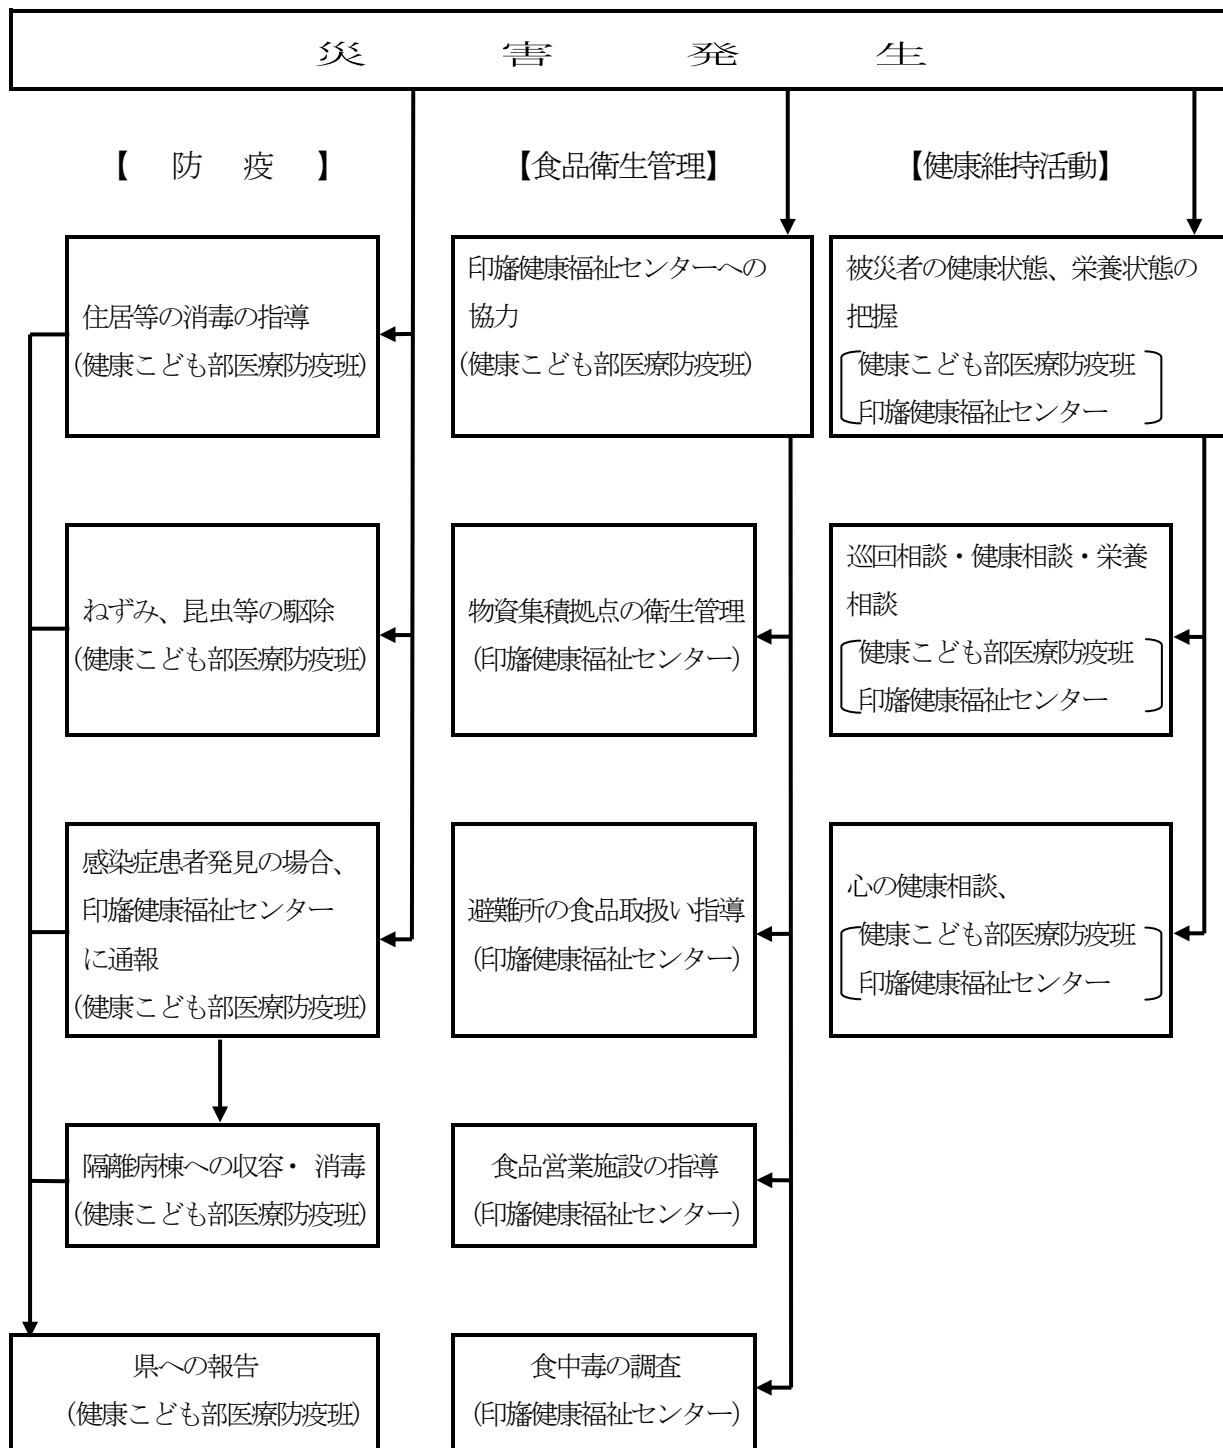 災害発生
【防疫】
住居等の消毒の指導
(健康こども部医療防疫班)
ねずみ、昆虫等の駆除
(健康こども部医療防疫班)
感染症患者発見の場合、
印旛健康福祉センター
に通報
(健康こども部医療防疫班)
隔離病棟への収容・ 消毒
(健康こども部医療防疫班)
県への報告
(健康こども部医療防疫班)
【食品衛生管理】
印旛健康福祉センターへの
協力
(健康こども部医療防疫班)
物資集積拠点の衛生管理
(印旛健康福祉センター)
避難所の食品取扱い指導
(印旛健康福祉センター)
食品営業施設の指導
(印旛健康福祉センター)
食中毒の調査
(印旛健康福祉センター)
【健康維持活動】
被災者の健康状態、栄養状態の
把握
健康こども部医療防疫班
印旛健康福祉センター
巡回相談・健康相談・栄養
相談
健康こども部医療防疫班
印旛健康福祉センター
心の健康相談、
健康こども部医療防疫班
印旛健康福祉センター